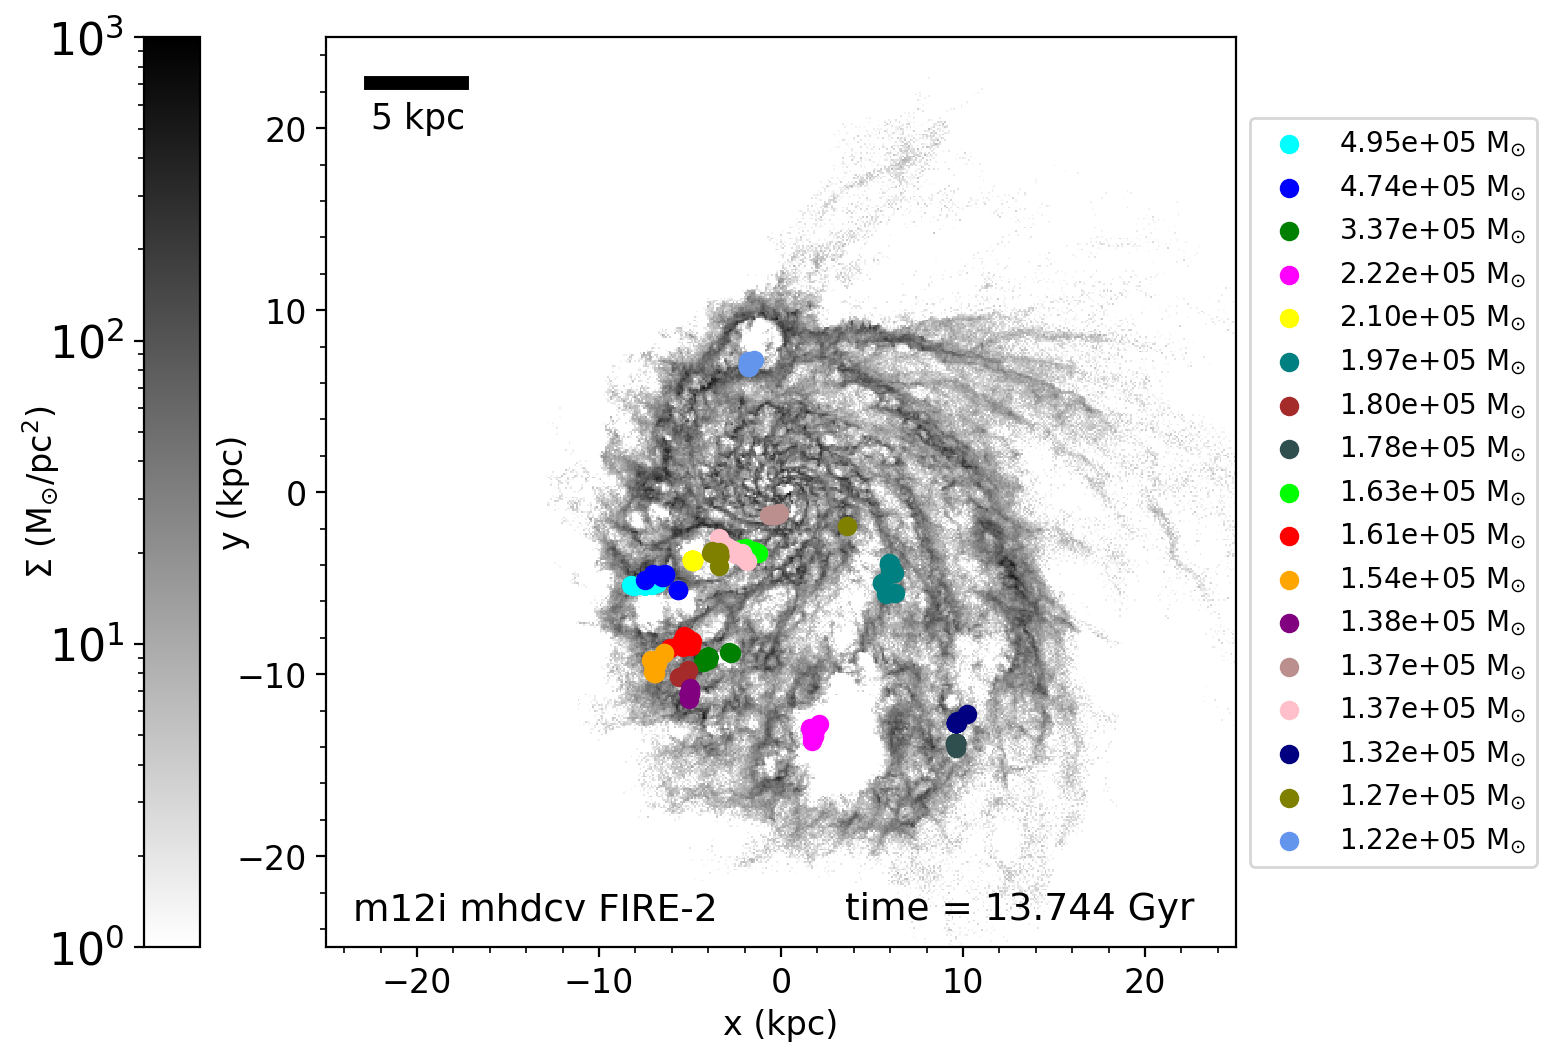 10³
10²
10¹
10⁰
Σ (M⊙/pc²)
y (kpc)
20
10
0
−10
−20
5 kpc
m12i mhdcv FIRE-2
time = 13.744 Gyr
−20
−10
0
10
20
x (kpc)
4.95e+05 M⊙
4.74e+05 M⊙
3.37e+05 M⊙
2.22e+05 M⊙
2.10e+05 M⊙
1.97e+05 M⊙
1.80e+05 M⊙
1.78e+05 M⊙
1.63e+05 M⊙
1.61e+05 M⊙
1.54e+05 M⊙
1.38e+05 M⊙
1.37e+05 M⊙
1.37e+05 M⊙
1.32e+05 M⊙
1.27e+05 M⊙
1.22e+05 M⊙